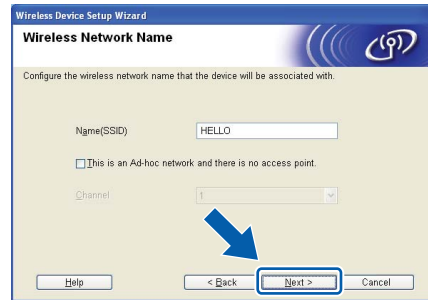 Wireless Device Setup Wizard
Wireless Network Name
Configure the wireless network name that the device will be associated with.
Name(SSID) HELLO
This is an Ad-hoc network and there is no access point.
Channel 1
Help < Back Next > Cancel